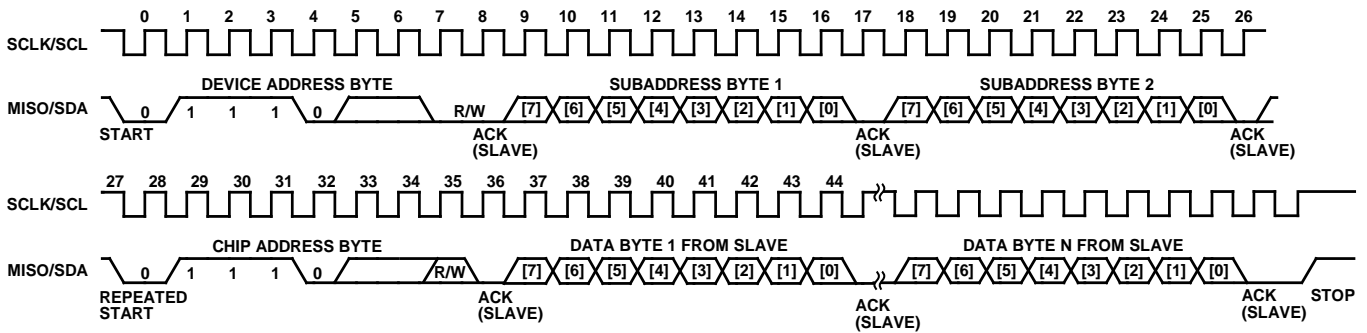 0 1 2 3 4 5 6 7 8 9 10 11 12 13 14 15 16 17 18 19 20 21 22 23 24 25 26
SCLK/SCL
DEVICE ADDRESS BYTE SUBADDRESS BYTE 1 SUBADDRESS BYTE 2
MISO/SDA 0 1 1 1 0 R/W [7] [6] [5] [4] [3] [2] [1] [0] [7] [6] [5] [4] [3] [2] [1] [0]
START ACK ACK ACK
(SLAVE) (SLAVE) (SLAVE)
27 28 29 30 31 32 33 34 35 36 37 38 39 40 41 42 43 44
SCLK/SCL
CHIP ADDRESS BYTE DATA BYTE 1 FROM SLAVE DATA BYTE N FROM SLAVE
MISO/SDA 0 1 1 1 0 R/W [7] [6] [5] [4] [3] [2] [1] [0] [7] [6] [5] [4] [3] [2] [1] [0]
REPEATED ACK ACK ACK STOP
START (SLAVE) (SLAVE) (SLAVE)